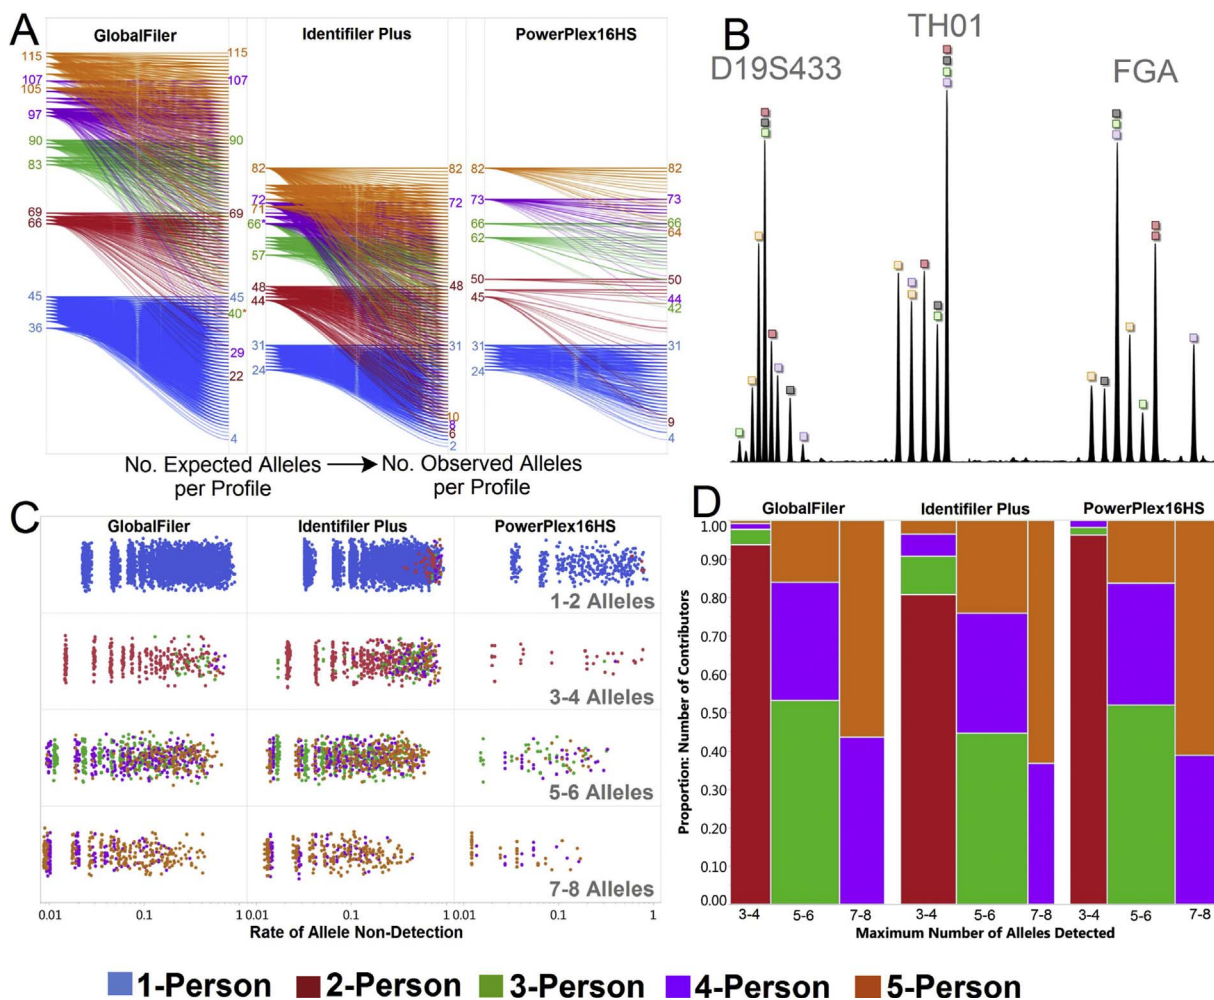 A
GlobalFiler
Identifiler Plus
PowerPlex16HS
115
107
105
97
90
83
69
66
45
36
115
107
90
69
45
40*
29
22
4
82
72
71
66*
57
48
44
31
24
82
72
48
31
10
8
6
2
82
73
66
62
50
45
31
24
82
73
66
64
50
44
42
31
9
4
No. Expected Alleles per Profile
No. Observed Alleles per Profile
B
D19S433
TH01
FGA
C
GlobalFiler
Identifiler Plus
PowerPlex16HS
1-2 Alleles
3-4 Alleles
5-6 Alleles
7-8 Alleles
0.01 0.1 1 0.01 0.1 1 0.01 0.1 1
Rate of Allele Non-Detection
D
GlobalFiler
Identifiler Plus
PowerPlex16HS
Proportion: Number of Contributors
1.00
0.90
0.80
0.70
0.60
0.50
0.40
0.30
0.20
0.10
0.00
3-4 5-6 7-8 3-4 5-6 7-8 3-4 5-6 7-8
Maximum Number of Alleles Detected
1-Person 2-Person 3-Person 4-Person 5-Person